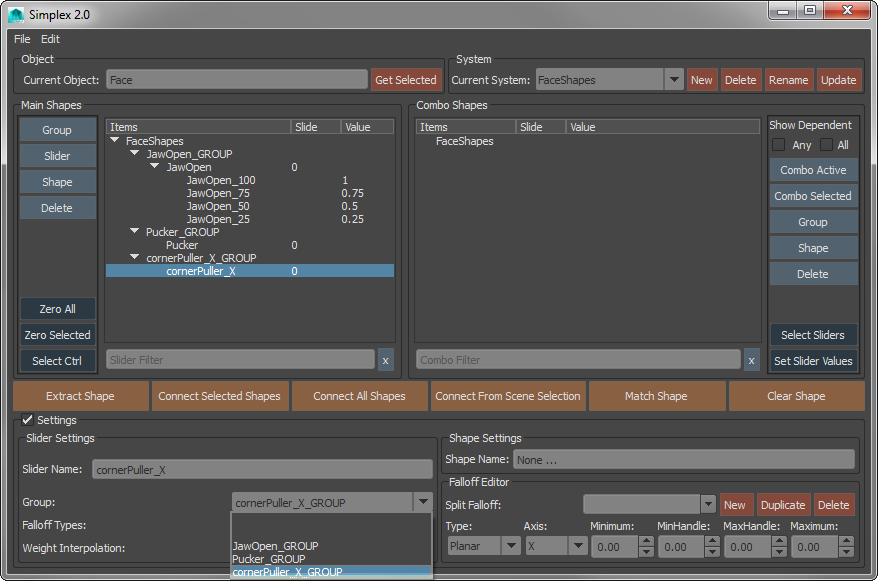 Simplex 2.0
File Edit
Object
Current Object: Face Get Selected
System
Current System: FaceShapes New Delete Rename Update
Main Shapes
Group
Slider
Shape
Delete
Zero All
Zero Selected
Select Ctrl
Items Slide Value
FaceShapes
JawOpen_GROUP
JawOpen 0
JawOpen_100 1
JawOpen_75 0.75
JawOpen_50 0.5
JawOpen_25 0.25
Pucker_GROUP
Pucker 0
cornerPuller_X_GROUP
cornerPuller_X 0
Slider Filter x
Combo Shapes
Items Slide Value
FaceShapes
Combo Filter x
Show Dependent
Any All
Combo Active
Combo Selected
Group
Shape
Delete
Select Sliders
Set Slider Values
Extract Shape Connect Selected Shapes Connect All Shapes Connect From Scene Selection Match Shape Clear Shape
Settings
Slider Settings
Slider Name: cornerPuller_X
Group: cornerPuller_X_GROUP
Falloff Types:
Weight Interpolation:
JawOpen_GROUP
Pucker_GROUP
cornerPuller_X_GROUP
Shape Settings
Shape Name: None ...
Falloff Editor
Split Falloff: New Duplicate Delete
Type: Axis: Minimum: MinHandle: MaxHandle: Maximum:
Planar X 0.00 0.00 0.00 0.00